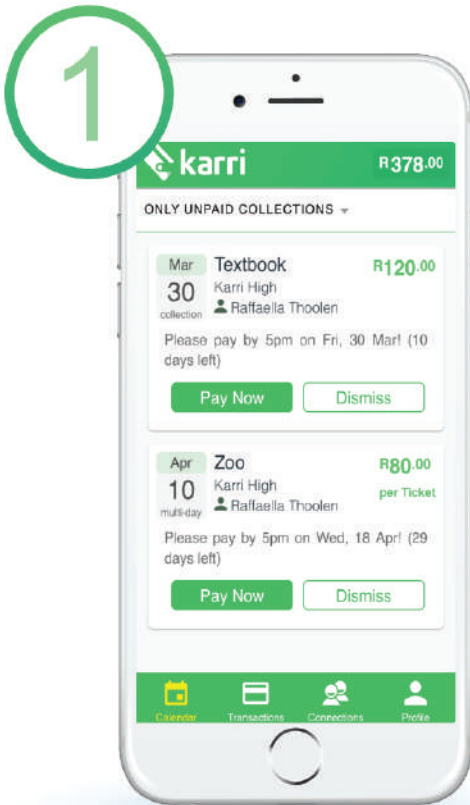 1
karri
R378.00
ONLY UNPAID COLLECTIONS
Mar
30
collection
Textbook
Karri High
Raffaella Thoolen
R120.00
Please pay by 5pm on Fri, 30 Mar! (10
days left)
Pay Now
Dismiss
Apr
10
multi-day
Zoo
Karri High
Raffaella Thoolen
R80.00
per Ticket
Please pay by 5pm on Wed, 18 Apr! (29
days left)
Pay Now
Dismiss
Calendar
Transactions
Connections
Profile